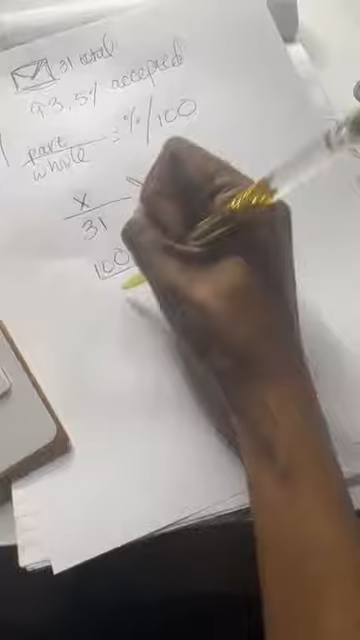 31 total
93.5% accepted
part
whole = %/100
x
31
100